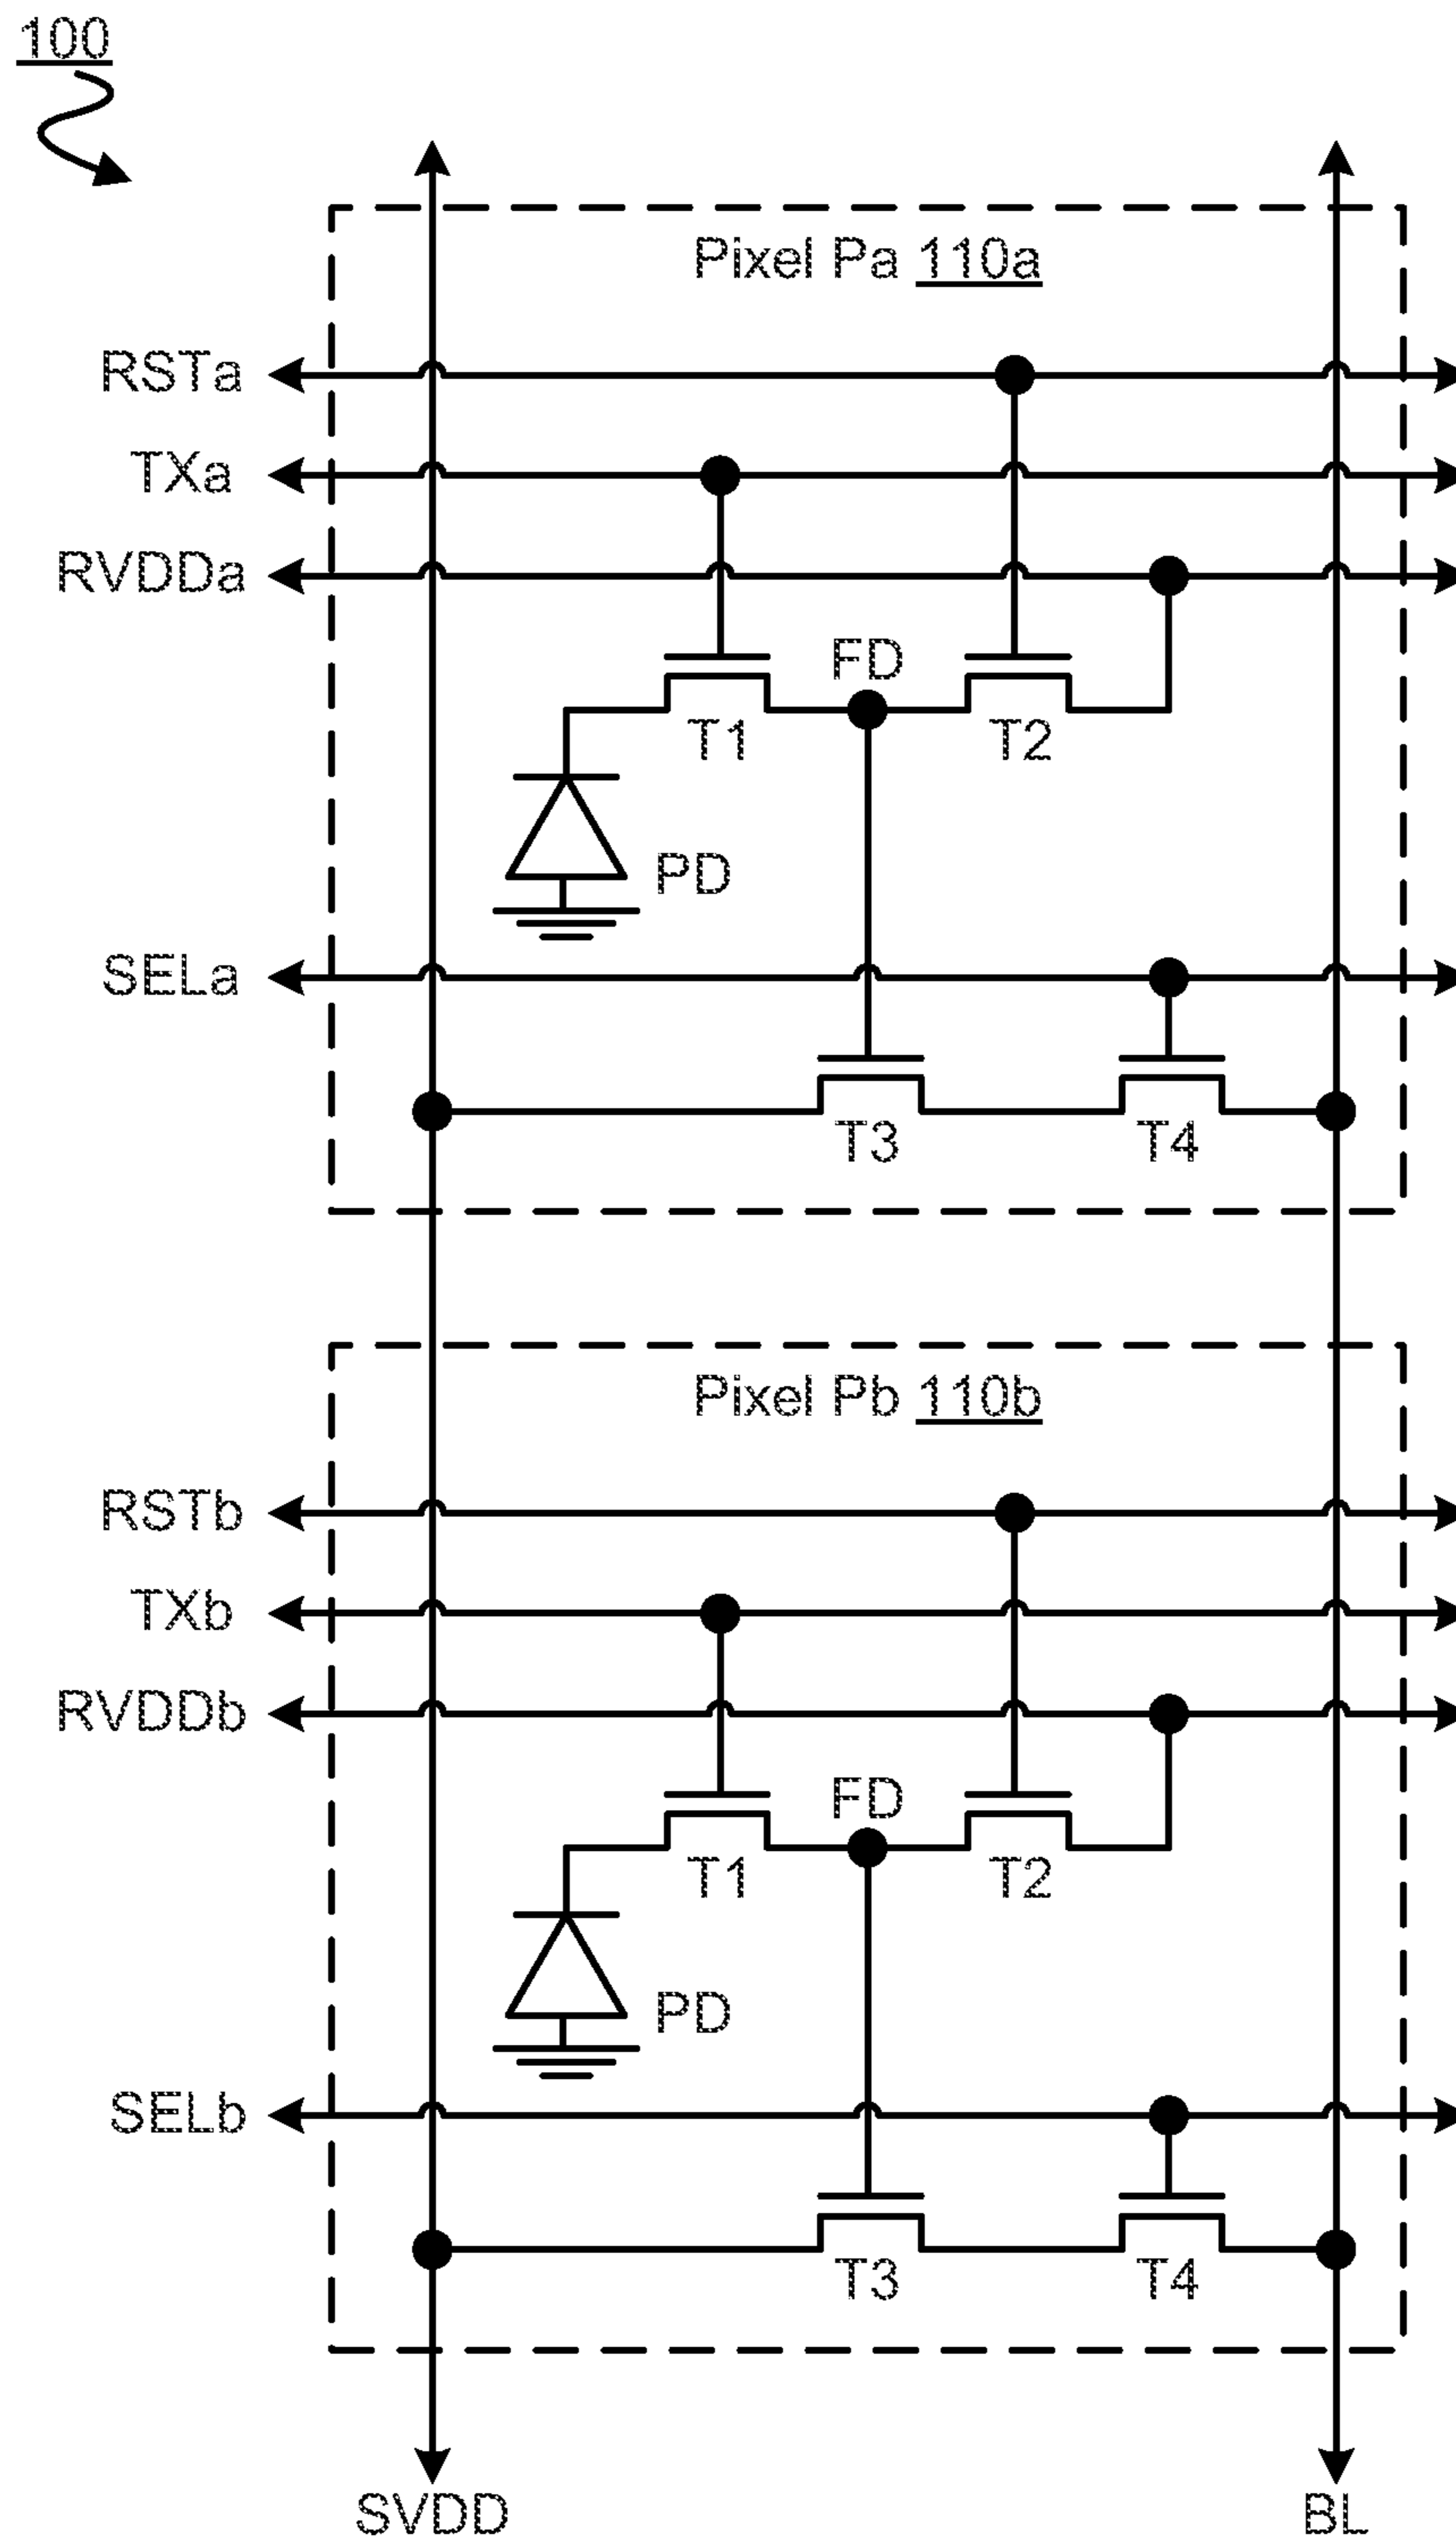 100
Pixel Pa 110a
RSTa
TXa
RVDDa
FD
T1
T2
PD
SELa
T3
T4
Pixel Pb 110b
RSTb
TXb
RVDDb
FD
T1
T2
PD
SELb
T3
T4
SVDD
BL